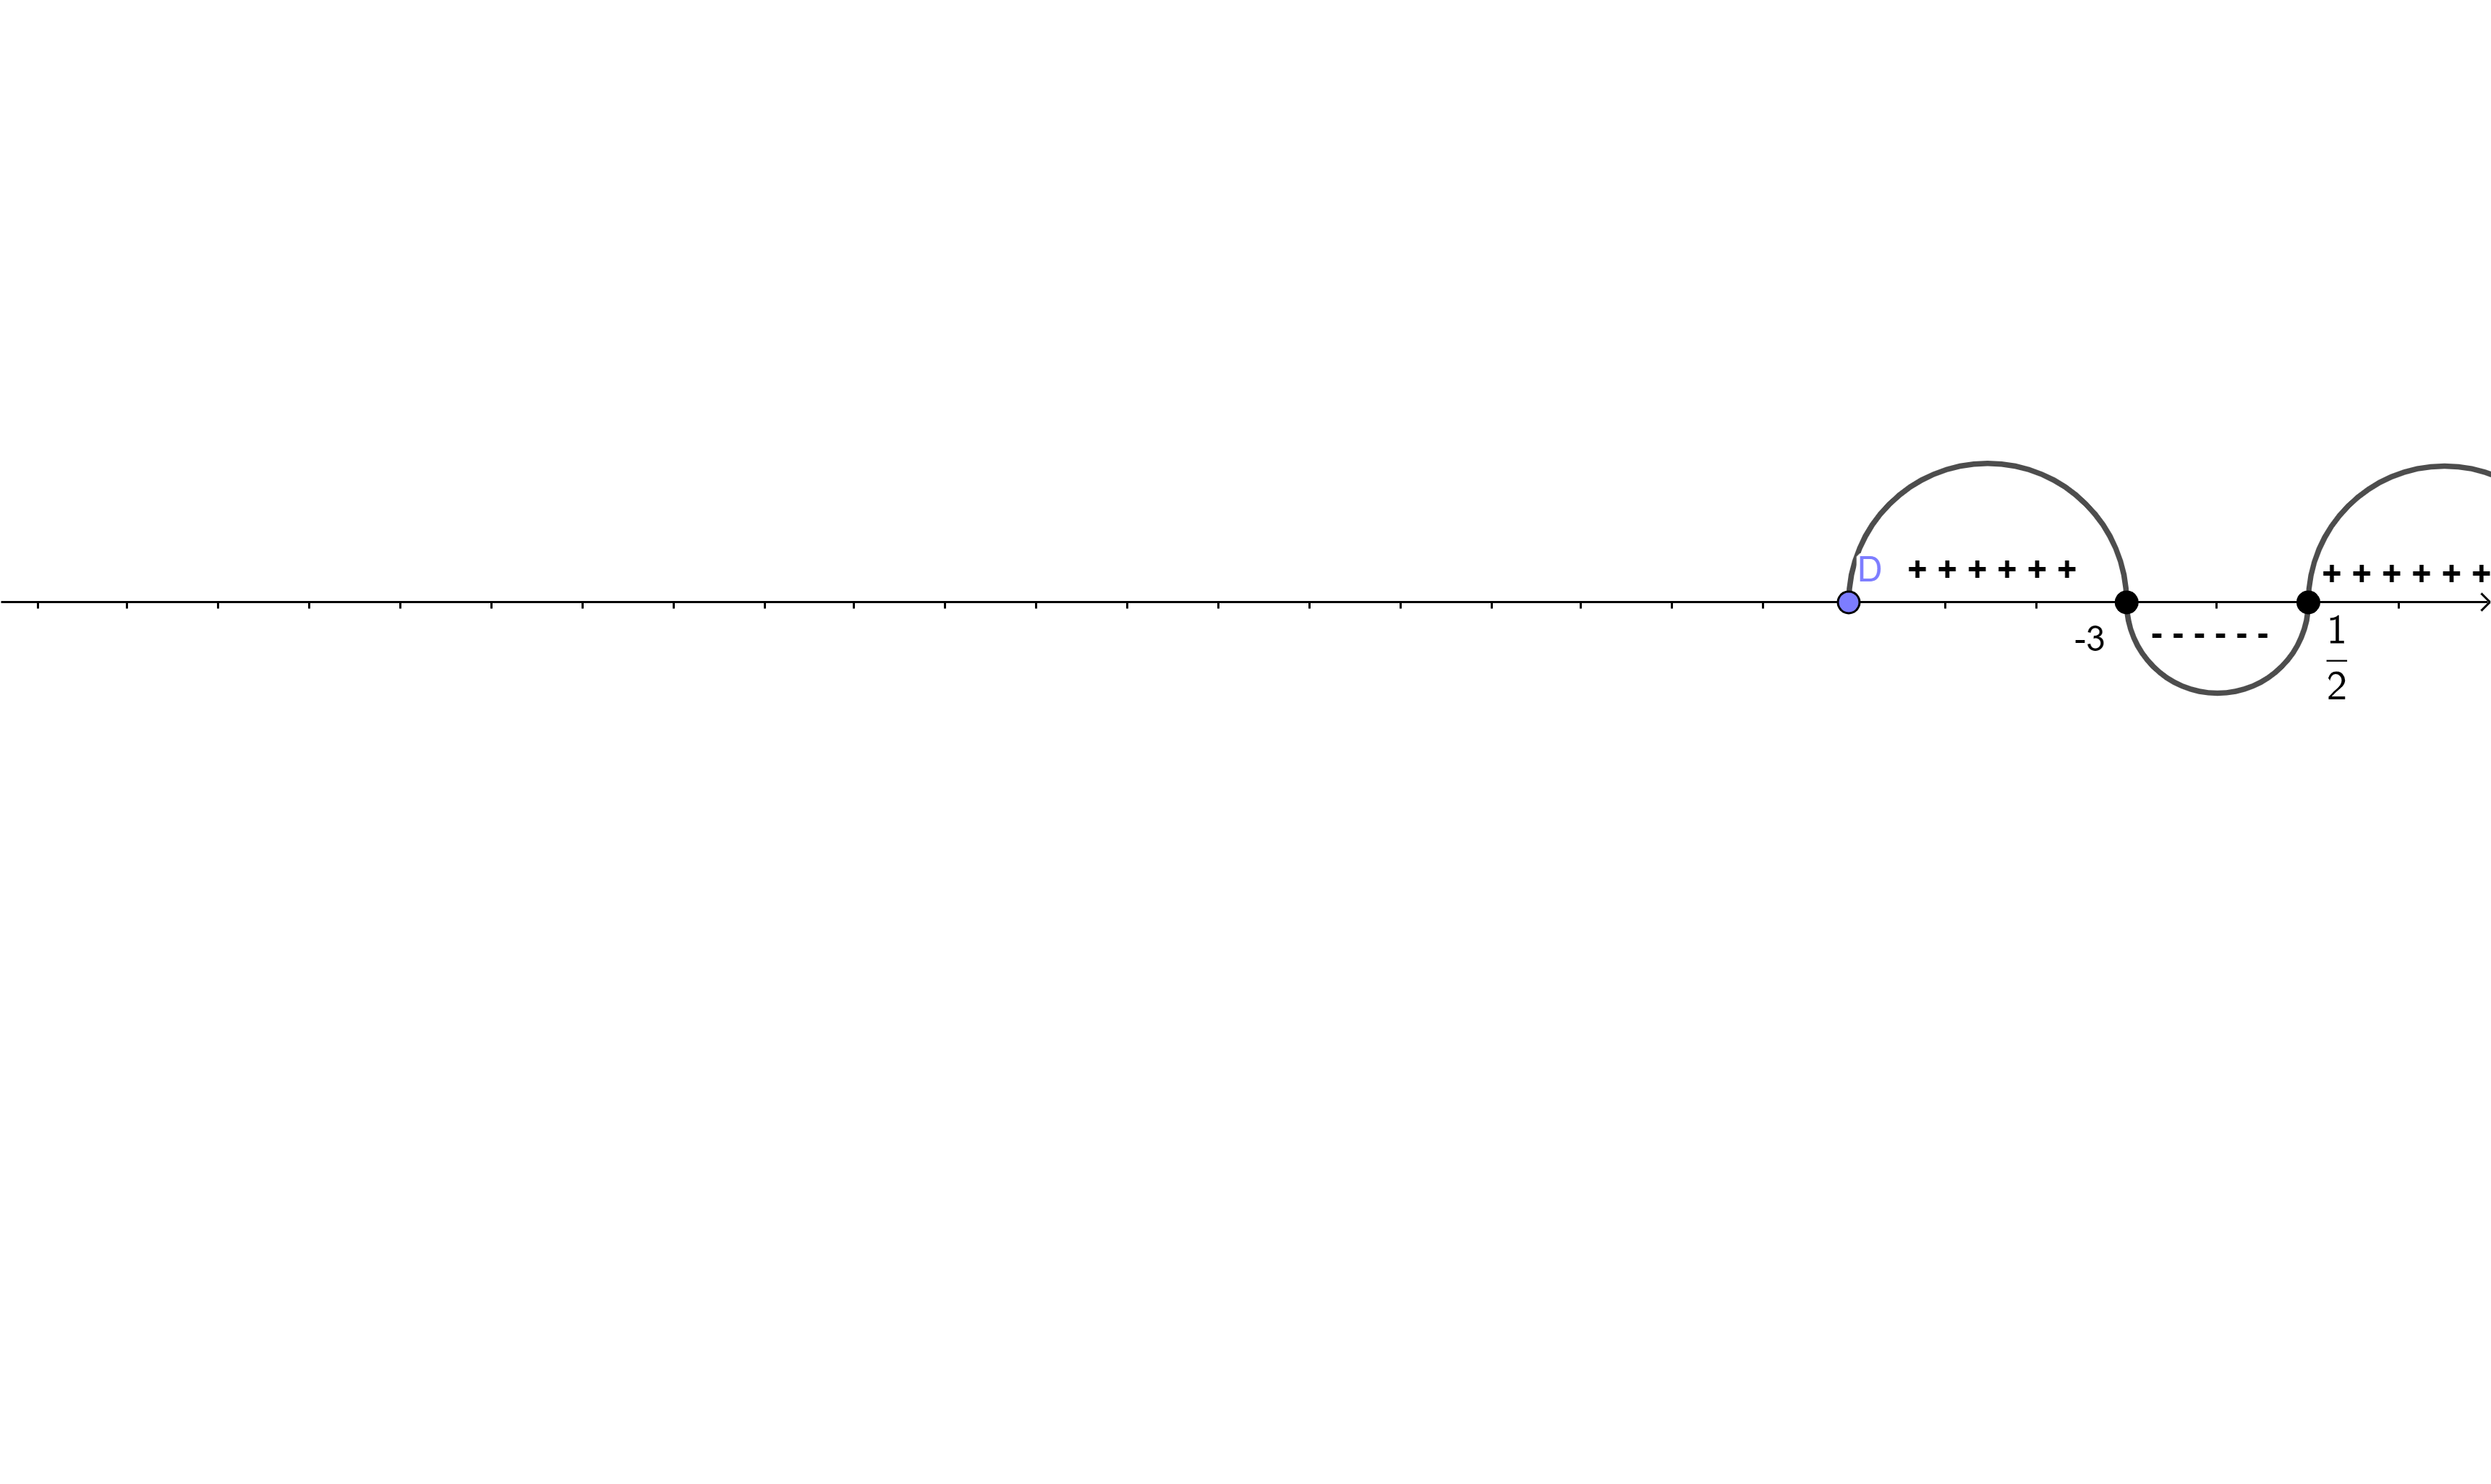 D + + + + + +
+ + + + + +
-3 - - - - - -
1
2